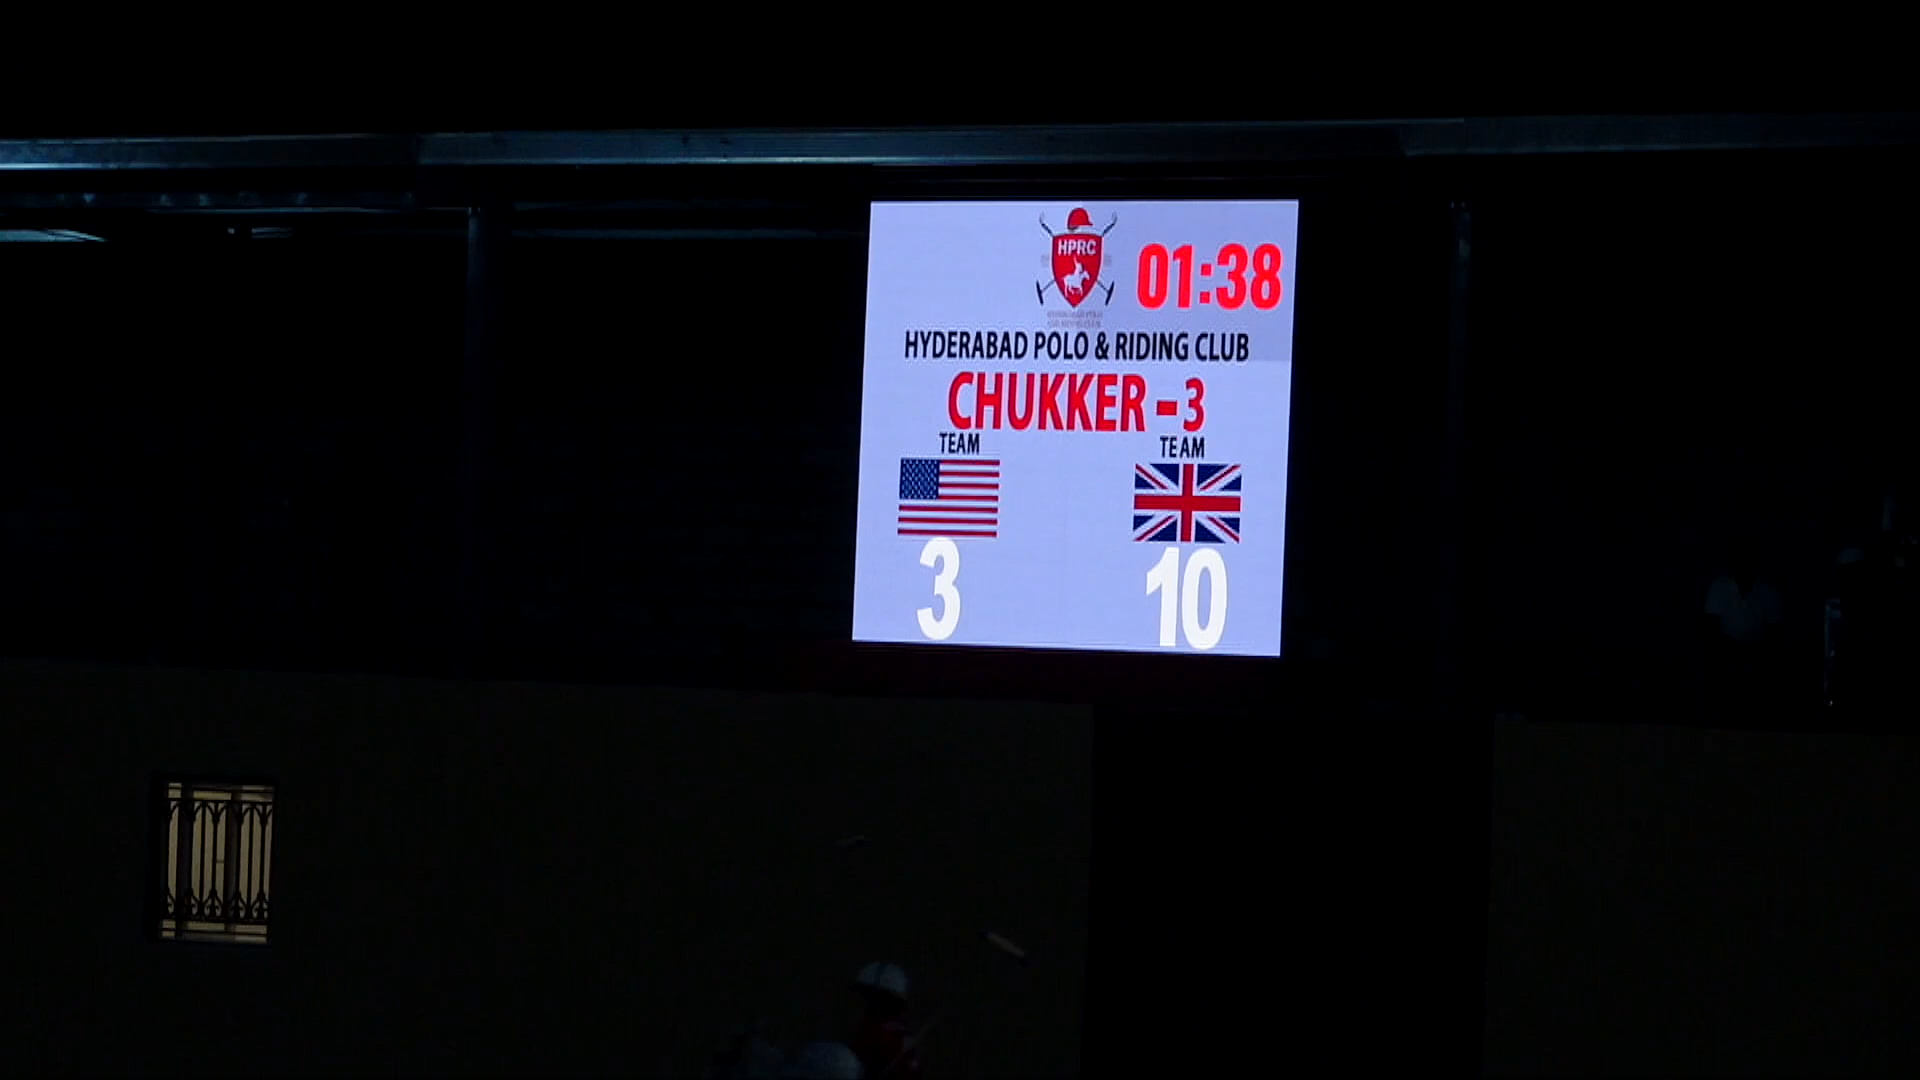 HPRC
01:38
HYDERABAD POLO & RIDING CLUB
CHUKKER - 3
TEAM TEAM
3 10